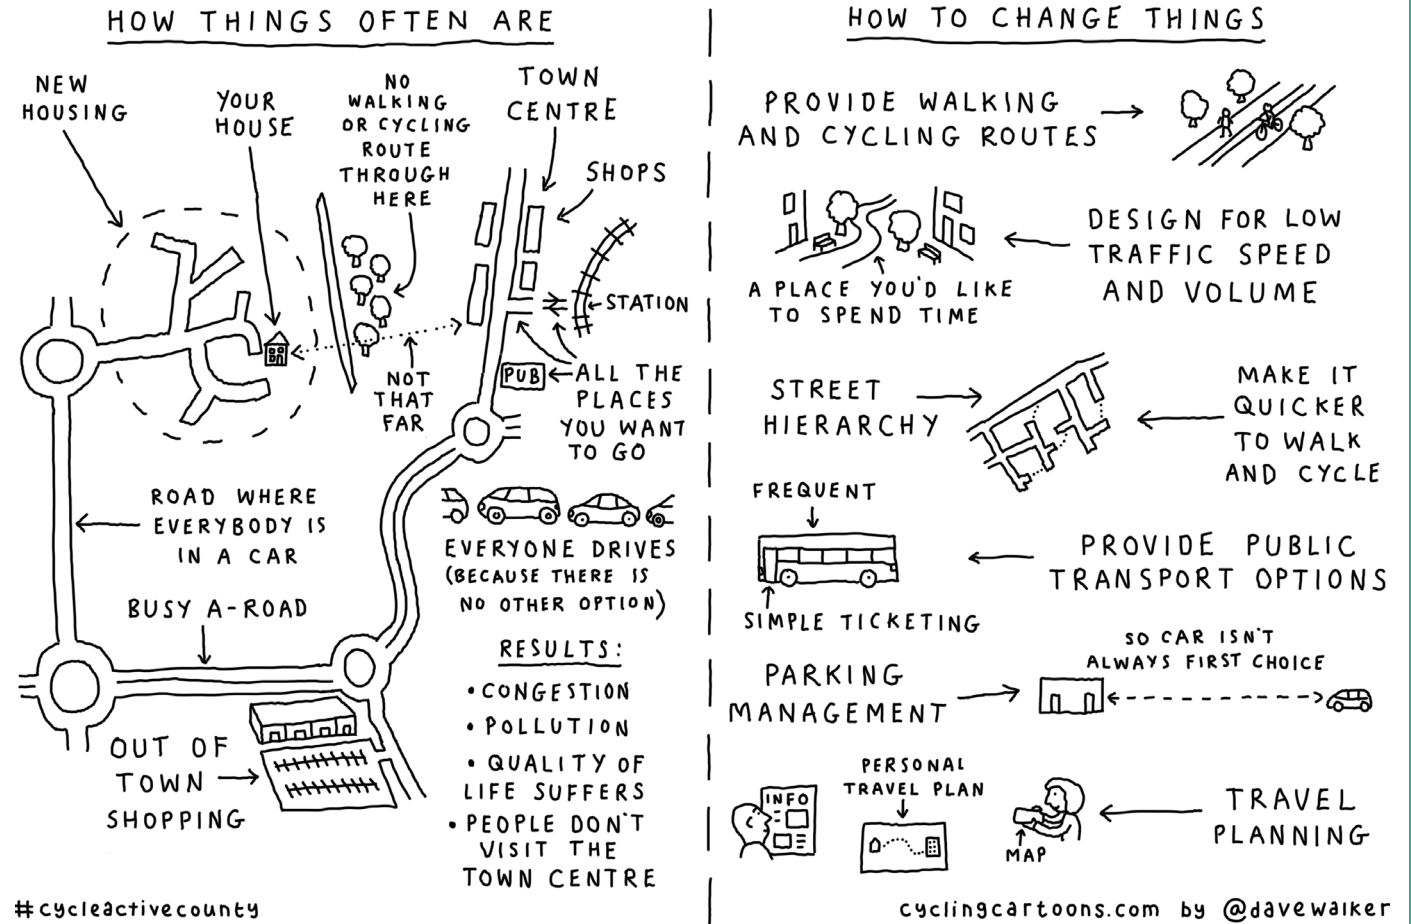 HOW THINGS OFTEN ARE
NEW
HOUSING
YOUR
HOUSE
NO
WALKING
OR CYCLING
ROUTE
THROUGH
HERE
TOWN
CENTRE
SHOPS
STATION
NOT
THAT
FAR
PUB
ALL THE
PLACES
YOU WANT
TO GO
ROAD WHERE
EVERYBODY IS
IN A CAR
BUSY A-ROAD
OUT OF
TOWN
SHOPPING
EVERYONE DRIVES
(BECAUSE THERE IS
NO OTHER OPTION)
RESULTS:
• CONGESTION
• POLLUTION
• QUALITY OF
LIFE SUFFERS
• PEOPLE DON'T
VISIT THE
TOWN CENTRE
#cycleactivecounty
HOW TO CHANGE THINGS
PROVIDE WALKING
AND CYCLING ROUTES
DESIGN FOR LOW
TRAFFIC SPEED
AND VOLUME
A PLACE YOU'D LIKE
TO SPEND TIME
STREET
HIERARCHY
MAKE IT
QUICKER
TO WALK
AND CYCLE
FREQUENT
SIMPLE TICKETING
PROVIDE PUBLIC
TRANSPORT OPTIONS
PARKING
MANAGEMENT
SO CAR ISN'T
ALWAYS FIRST CHOICE
INFO
PERSONAL
TRAVEL PLAN
MAP
TRAVEL
PLANNING
cyclingcartoons.com by @davewalker